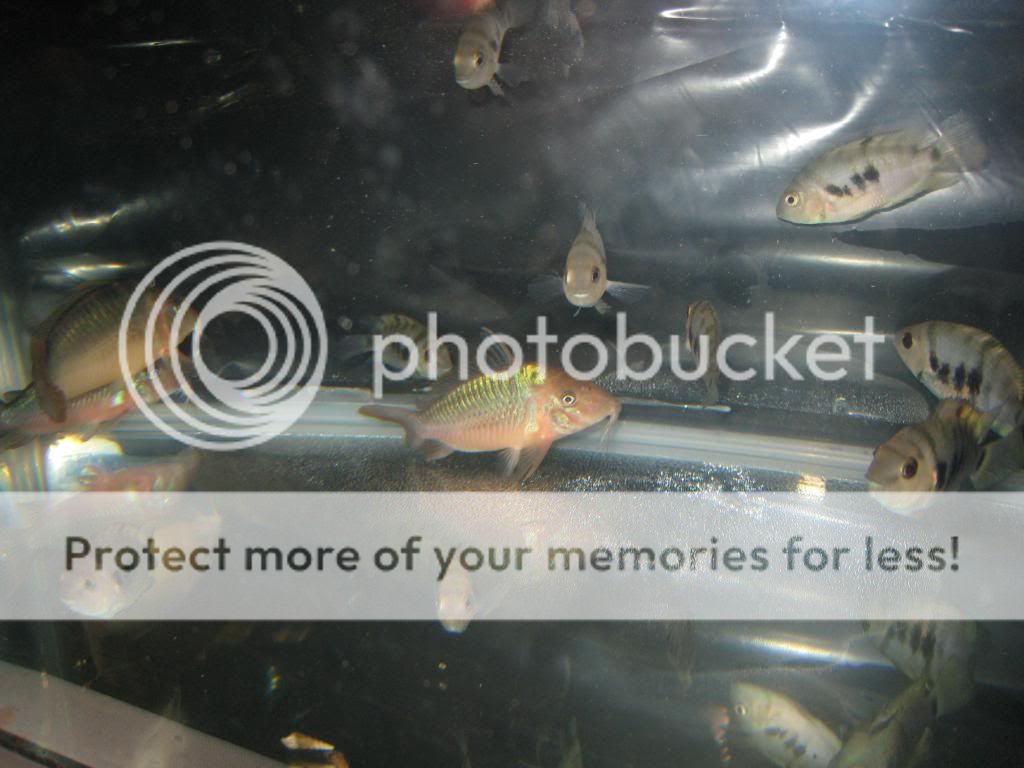 photobucket
Protect more of your memories for less!